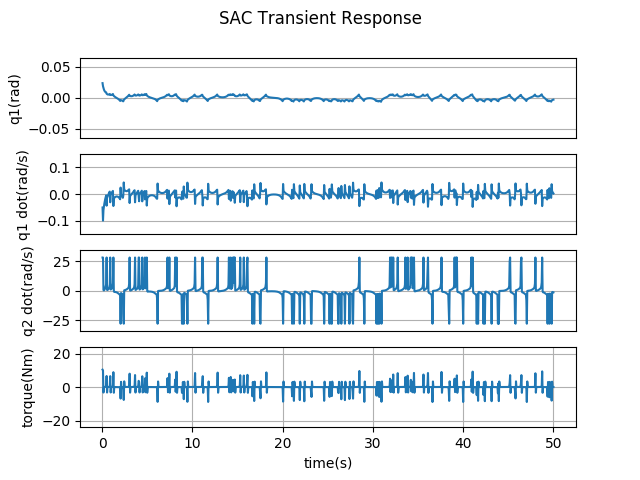 SAC Transient Response
q1(rad)
0.05
0.00
−0.05
q1 dot(rad/s)
0.1
0.0
−0.1
q2 dot(rad/s)
25
0
−25
torque(Nm)
20
0
−20
0 10 20 30 40 50
time(s)